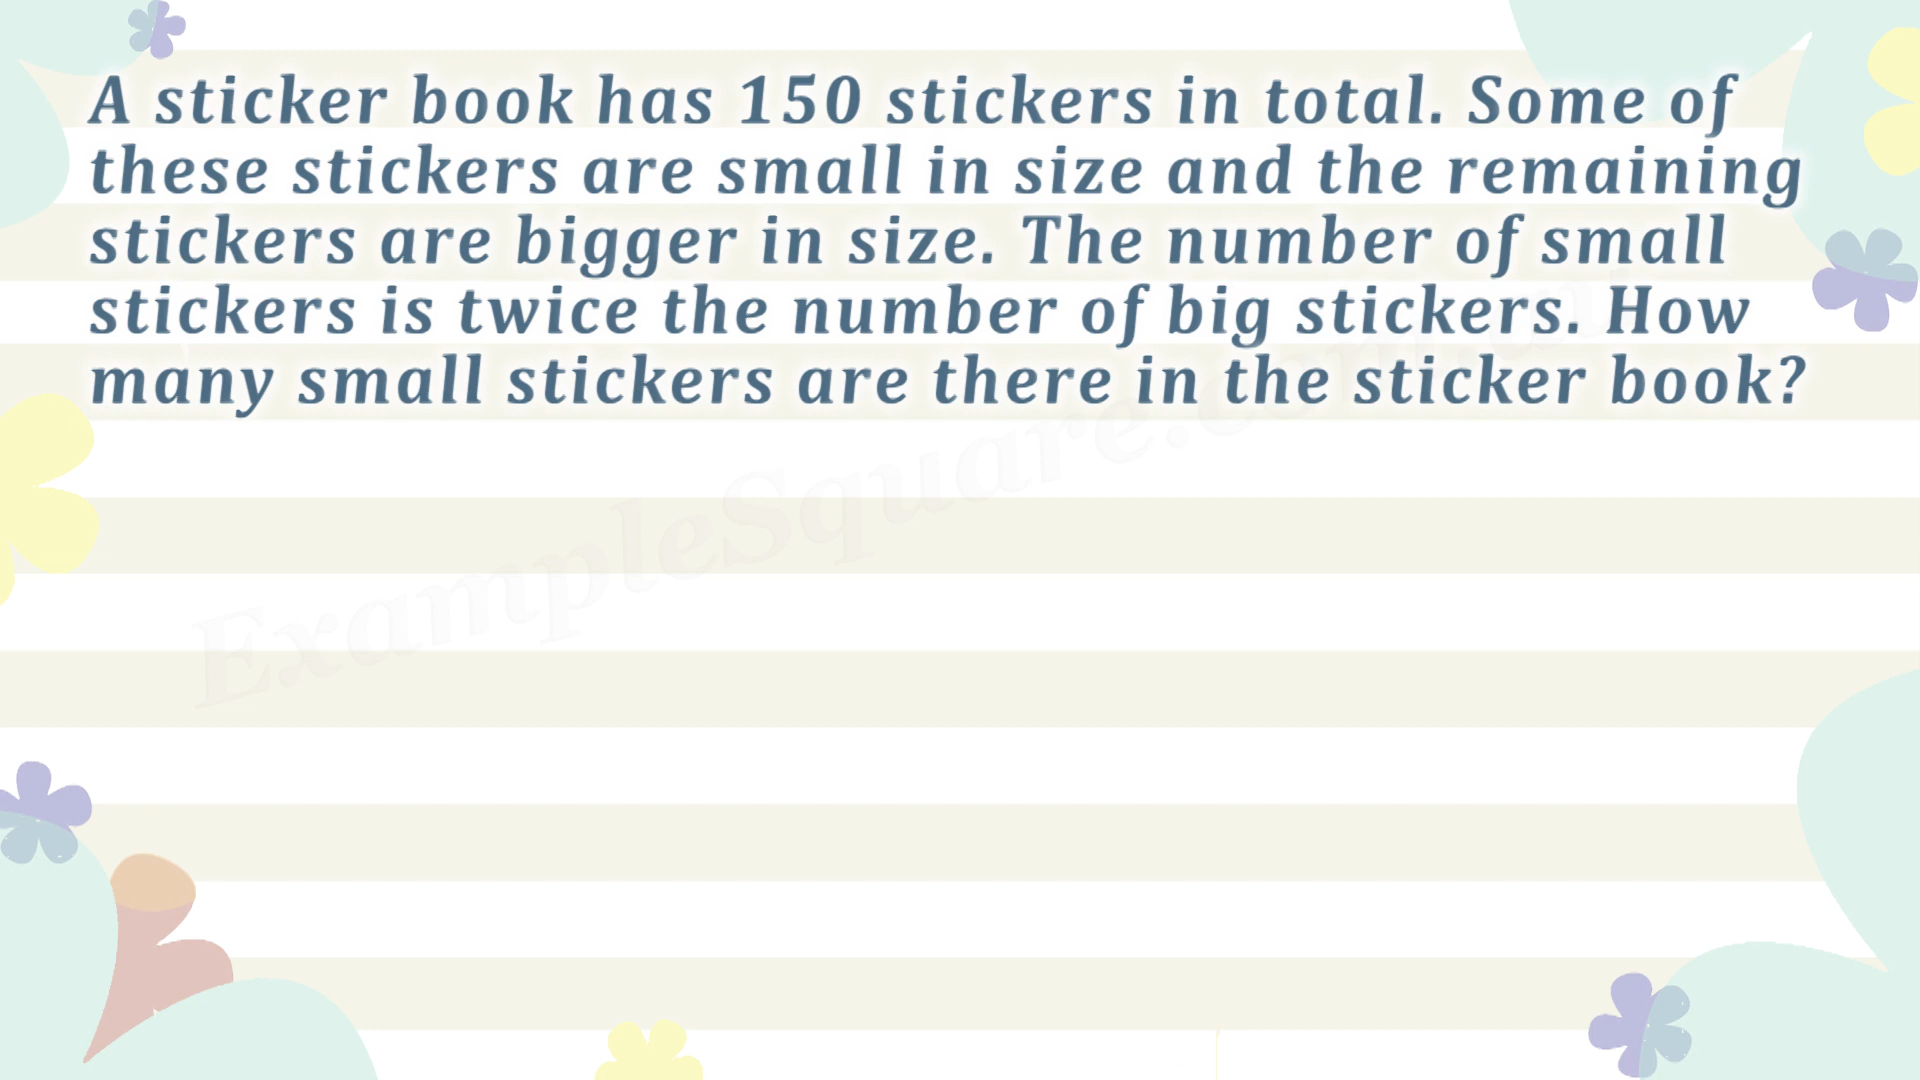 A sticker book has 150 stickers in total. Some of
these stickers are small in size and the remaining
stickers are bigger in size. The number of small
stickers is twice the number of big stickers. How
many small stickers are there in the sticker book?